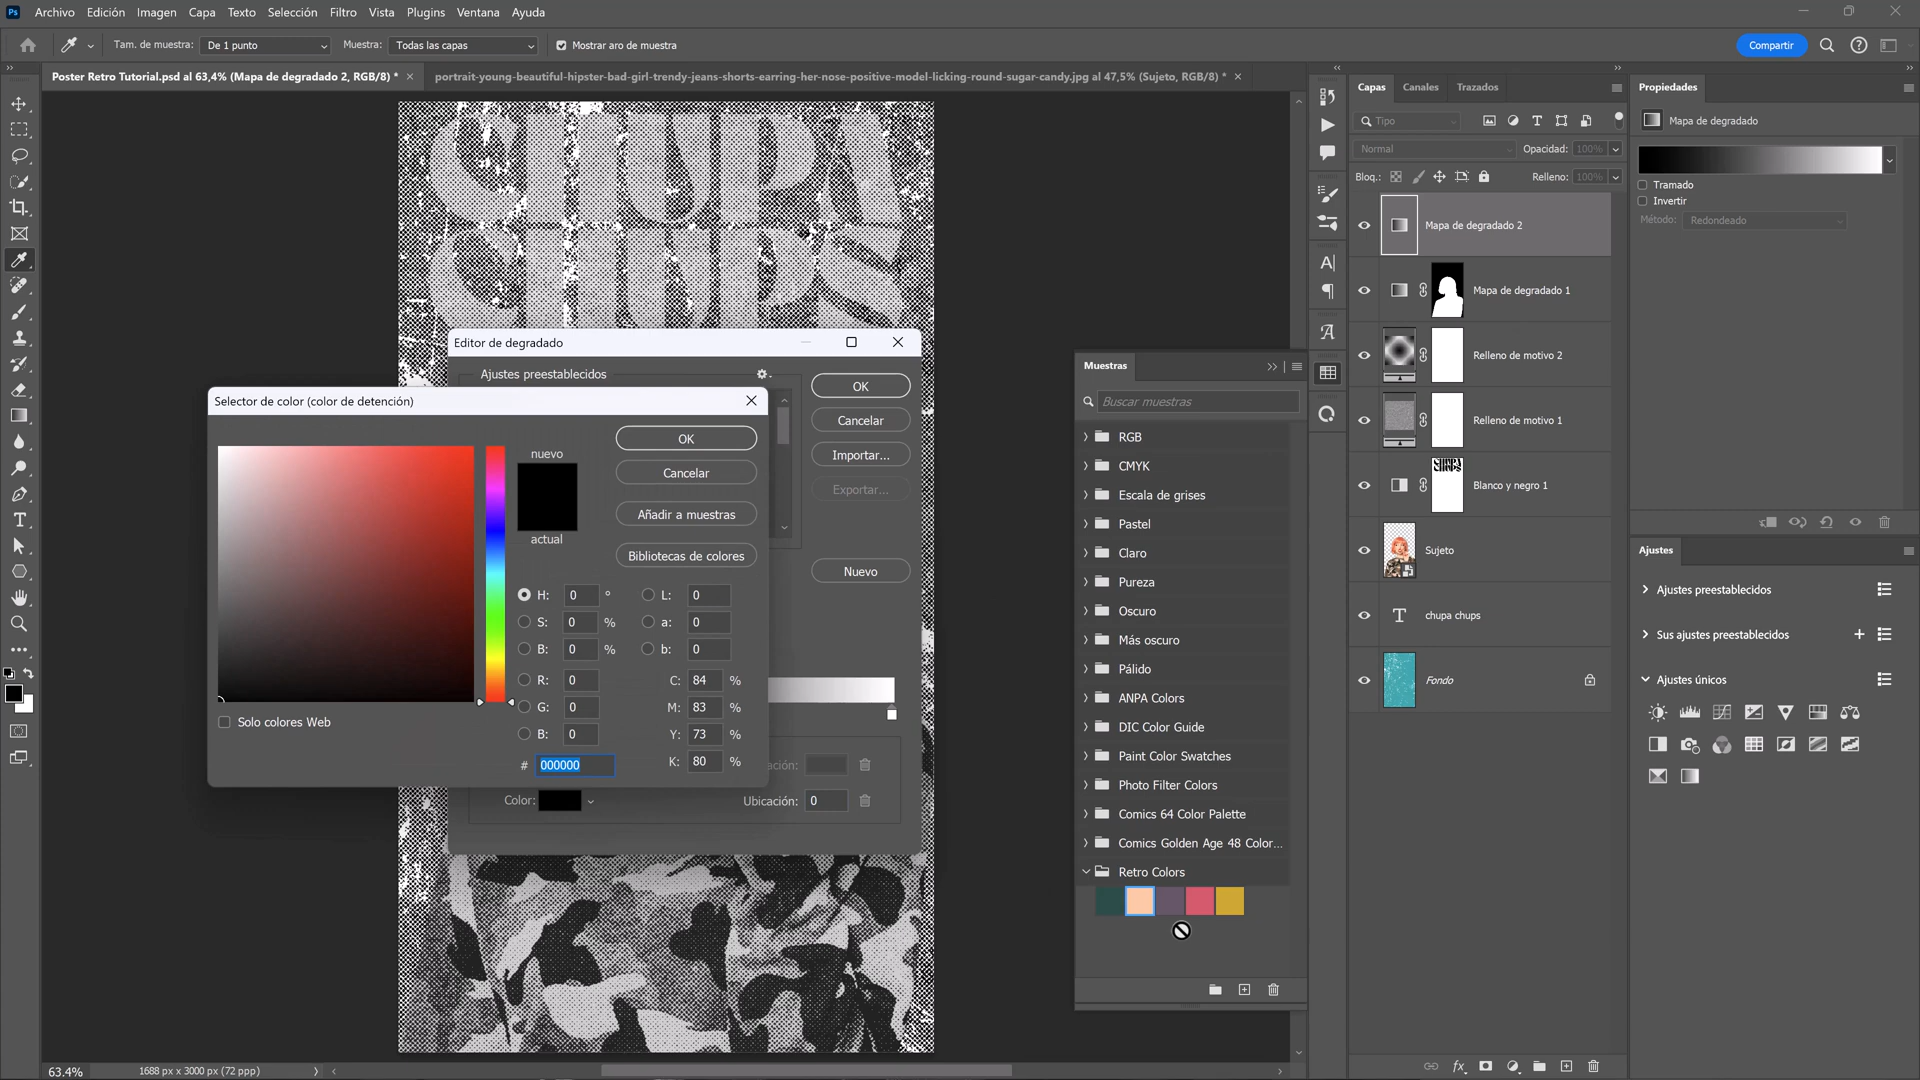 Ps Archivo Edición Imagen Capa Texto Selección Filtro Vista Plugins Ventana Ayuda
Tam. de muestra: De 1 punto Muestra: Todas las capas Mostrar aro de muestra Compartir
Poster Retro Tutorial.psd al 63,4% (Mapa de degradado 2, RGB/8) *
portrait-young-beautiful-hipster-bad-girl-trendy-jeans-shorts-earring-her-nose-positive-model-licking-round-sugar-candy.jpg al 47,5% (Sujeto, RGB/8) *
CHUPA
CHUPS
Editor de degradado
Ajustes preestablecidos
OK
Cancelar
Importar...
Exportar...
Nuevo
Color:
Ubicación: 0
Selector de color (color de detención)
nuevo
actual
OK
Cancelar
Añadir a muestras
Bibliotecas de colores
H: 0 ° L: 0
S: 0 % a: 0
B: 0 % b: 0
R: 0 C: 84 %
G: 0 M: 83 %
B: 0 Y: 73 %
# 000000 K: 80 %
Solo colores Web
Muestras
Buscar muestras
RGB
CMYK
Escala de grises
Pastel
Claro
Pureza
Oscuro
Más oscuro
Pálido
ANPA Colors
DIC Color Guide
Paint Color Swatches
Photo Filter Colors
Comics 64 Color Palette
Comics Golden Age 48 Color...
Retro Colors
Capas Canales Trazados
Tipo
Normal Opacidad: 100%
Bloq.: Relleno: 100%
Mapa de degradado 2
Mapa de degradado 1
Relleno de motivo 2
Relleno de motivo 1
Blanco y negro 1
Sujeto
chupa chups
Fondo
Propiedades
Mapa de degradado
Tramado
Invertir
Método: Redondeado
Ajustes
Ajustes preestablecidos
Sus ajustes preestablecidos
Ajustes únicos
63.4% 1688 px x 3000 px (72 ppp)